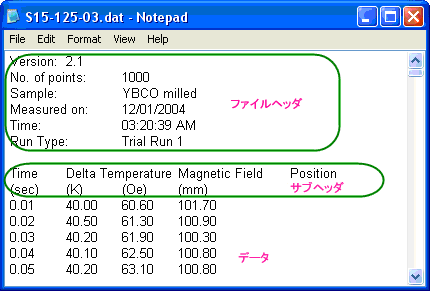 S15-125-03.dat - Notepad
File Edit Format View Help
Version: 2.1
No. of points: 1000
Sample: YBCO milled
Measured on: 12/01/2004
Time: 03:20:39 AM
Run Type: Trial Run 1
ファイルヘッダ
Time Delta Temperature Magnetic Field Position
(sec) (K) (Oe) (mm)
サブヘッダ
0.01 40.00 60.60 101.70
0.02 40.50 61.30 100.90
0.03 40.20 61.90 100.30
0.04 40.10 62.50 100.80
0.05 40.20 63.10 100.80
データ